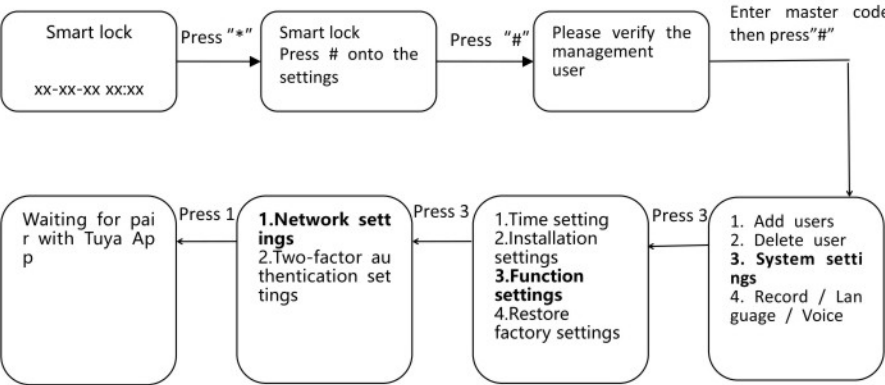 Smart lock
xx-xx-xx xx:xx
Press "*"
Smart lock
Press # onto the
settings
Press "#"
Please verify the
management
user
Enter master code
then press"#"
1. Add users
2. Delete user
3. System setti
ngs
4. Record / Lan
guage / Voice
Press 3
1.Time setting
2.Installation
settings
3.Function
settings
4.Restore
factory settings
Press 3
1.Network sett
ings
2.Two-factor au
thentication set
tings
Press 1
Waiting for pai
r with Tuya Ap
p